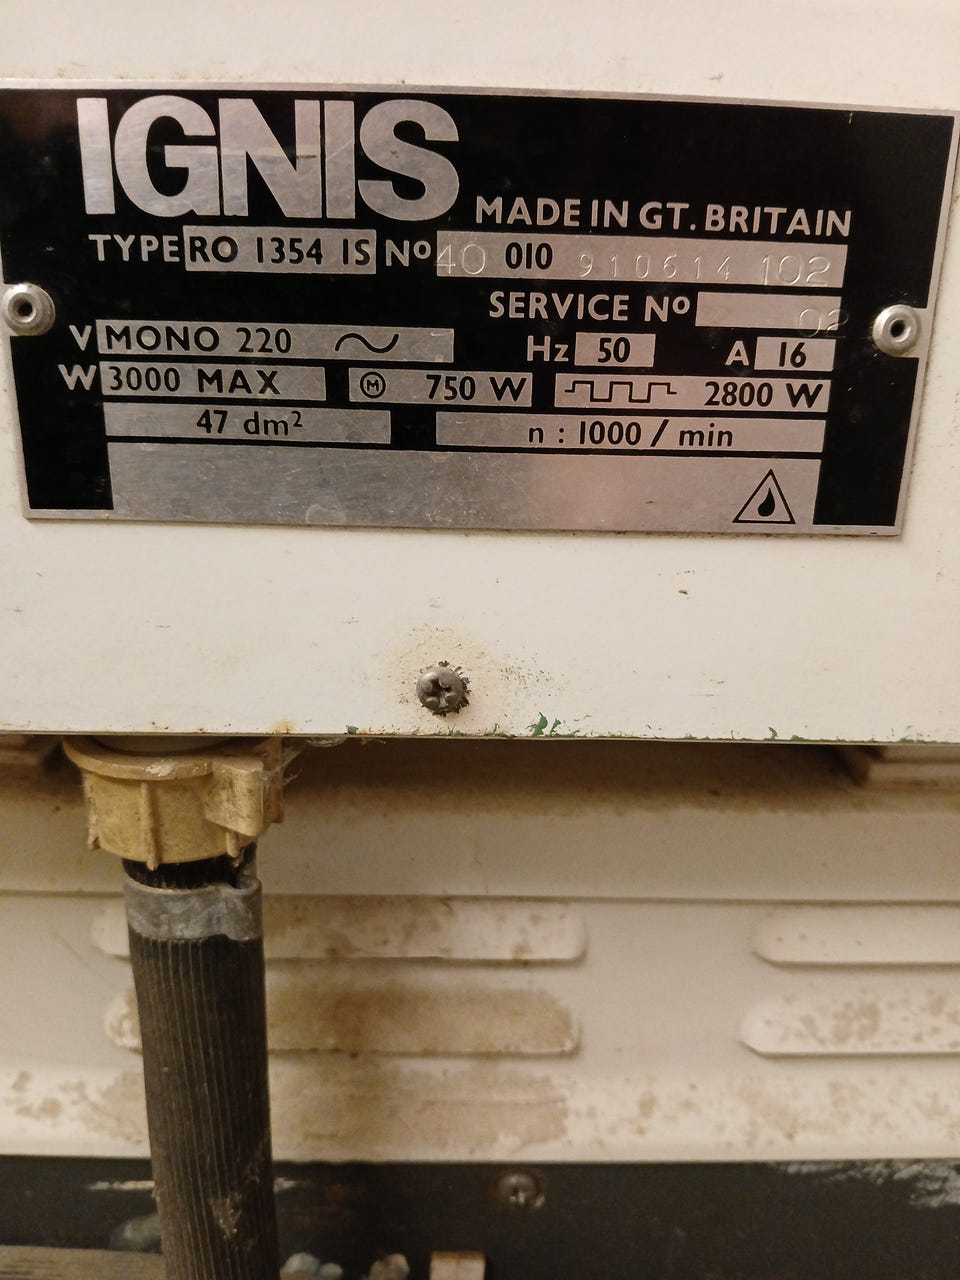 IGNIS
MADE IN GT. BRITAIN
TYPE RO 1354 IS Nº 40 010 910614 102
SERVICE Nº 02
V MONO 220 ~ Hz 50 A 16
W 3000 MAX M 750 W 2800 W
47 dm² n : 1000 / min